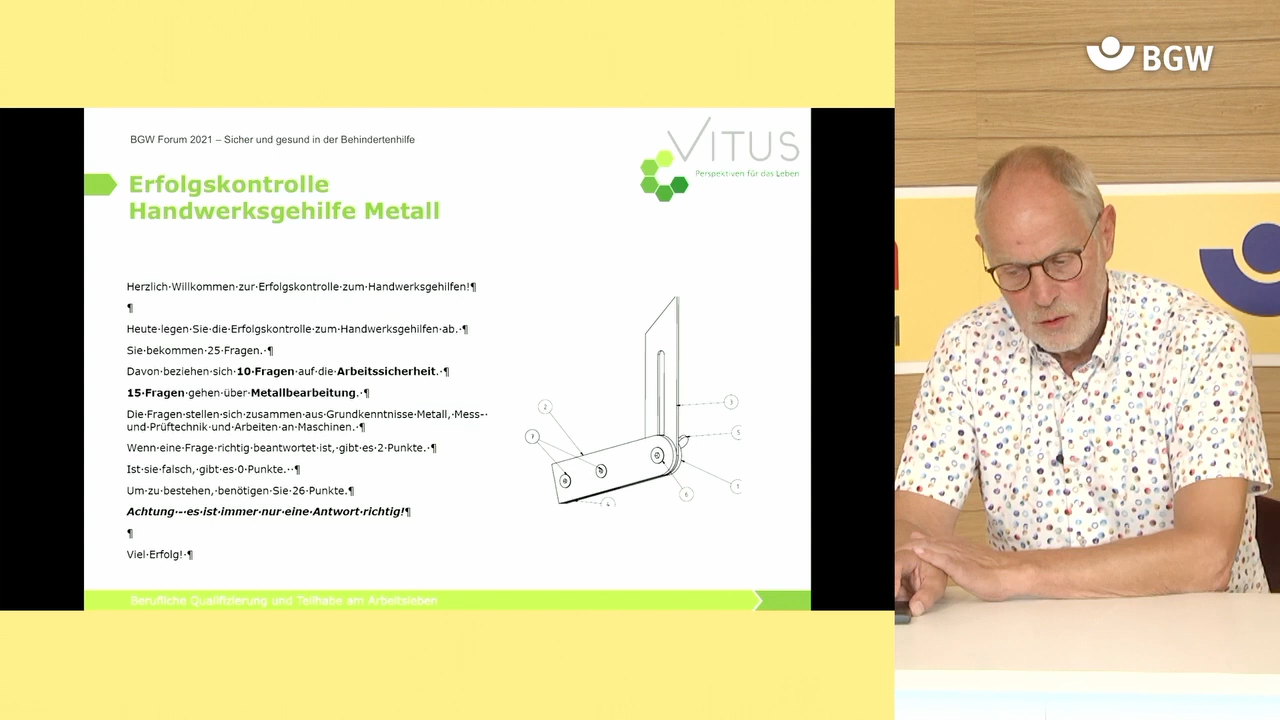 BGW
BGW Forum 2021 – Sicher und gesund in der Behindertenhilfe
VITUS
Perspektiven für das Leben
Erfolgskontrolle
Handwerksgehilfe Metall
Herzlich·Willkommen·zur·Erfolgskontrolle·zum·Handwerksgehilfen!¶
¶
Heute·legen·Sie·die·Erfolgskontrolle·zum·Handwerksgehilfen·ab.·¶
Sie·bekommen·25·Fragen.·¶
Davon·beziehen·sich·10·Fragen·auf·die·Arbeitssicherheit.·¶
15·Fragen·gehen·über·Metallbearbeitung.·¶
Die·Fragen·stellen·sich·zusammen·aus·Grundkenntnisse·Metall,·Mess-·
und·Prüftechnik·und·Arbeiten·an·Maschinen.·¶
Wenn·eine·Frage·richtig·beantwortet·ist,·gibt·es·2·Punkte.·¶
Ist·sie·falsch,·gibt·es·0·Punkte.··¶
Um·zu·bestehen,·benötigen·Sie·26·Punkte.¶
Achtung·–·es·ist·immer·nur·eine·Antwort·richtig!¶
¶
Viel·Erfolg!·¶
2
3
5
1
6
Berufliche Qualifizierung und Teilhabe am Arbeitsleben